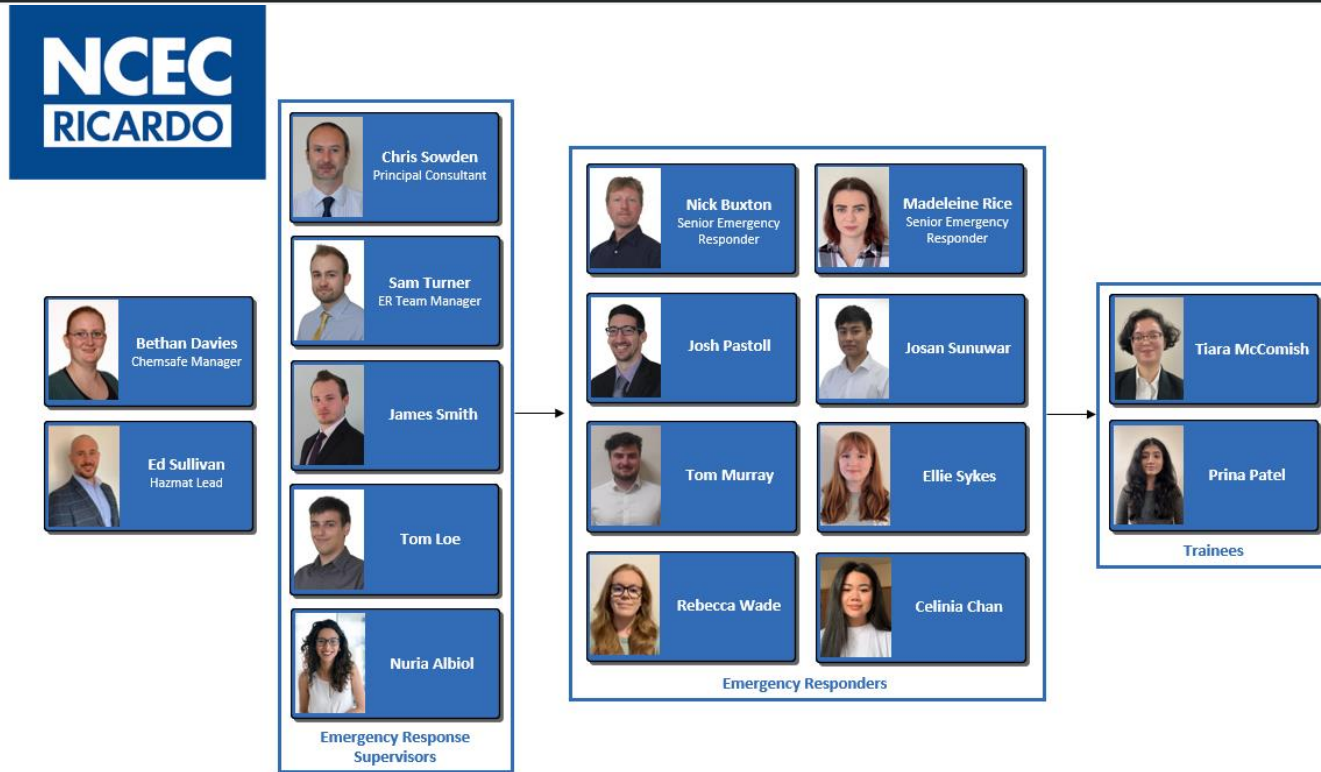 NCEC
RICARDO
Bethan Davies
Chemsafe Manager
Ed Sullivan
Hazmat Lead
Chris Sowden
Principal Consultant
Sam Turner
ER Team Manager
James Smith
Tom Loe
Nuria Albiol
Emergency Response
Supervisors
Nick Buxton
Senior Emergency
Responder
Madeleine Rice
Senior Emergency
Responder
Josh Pastoll
Josan Sunuwar
Tom Murray
Ellie Sykes
Rebecca Wade
Celinia Chan
Emergency Responders
Tiara McComish
Prina Patel
Trainees